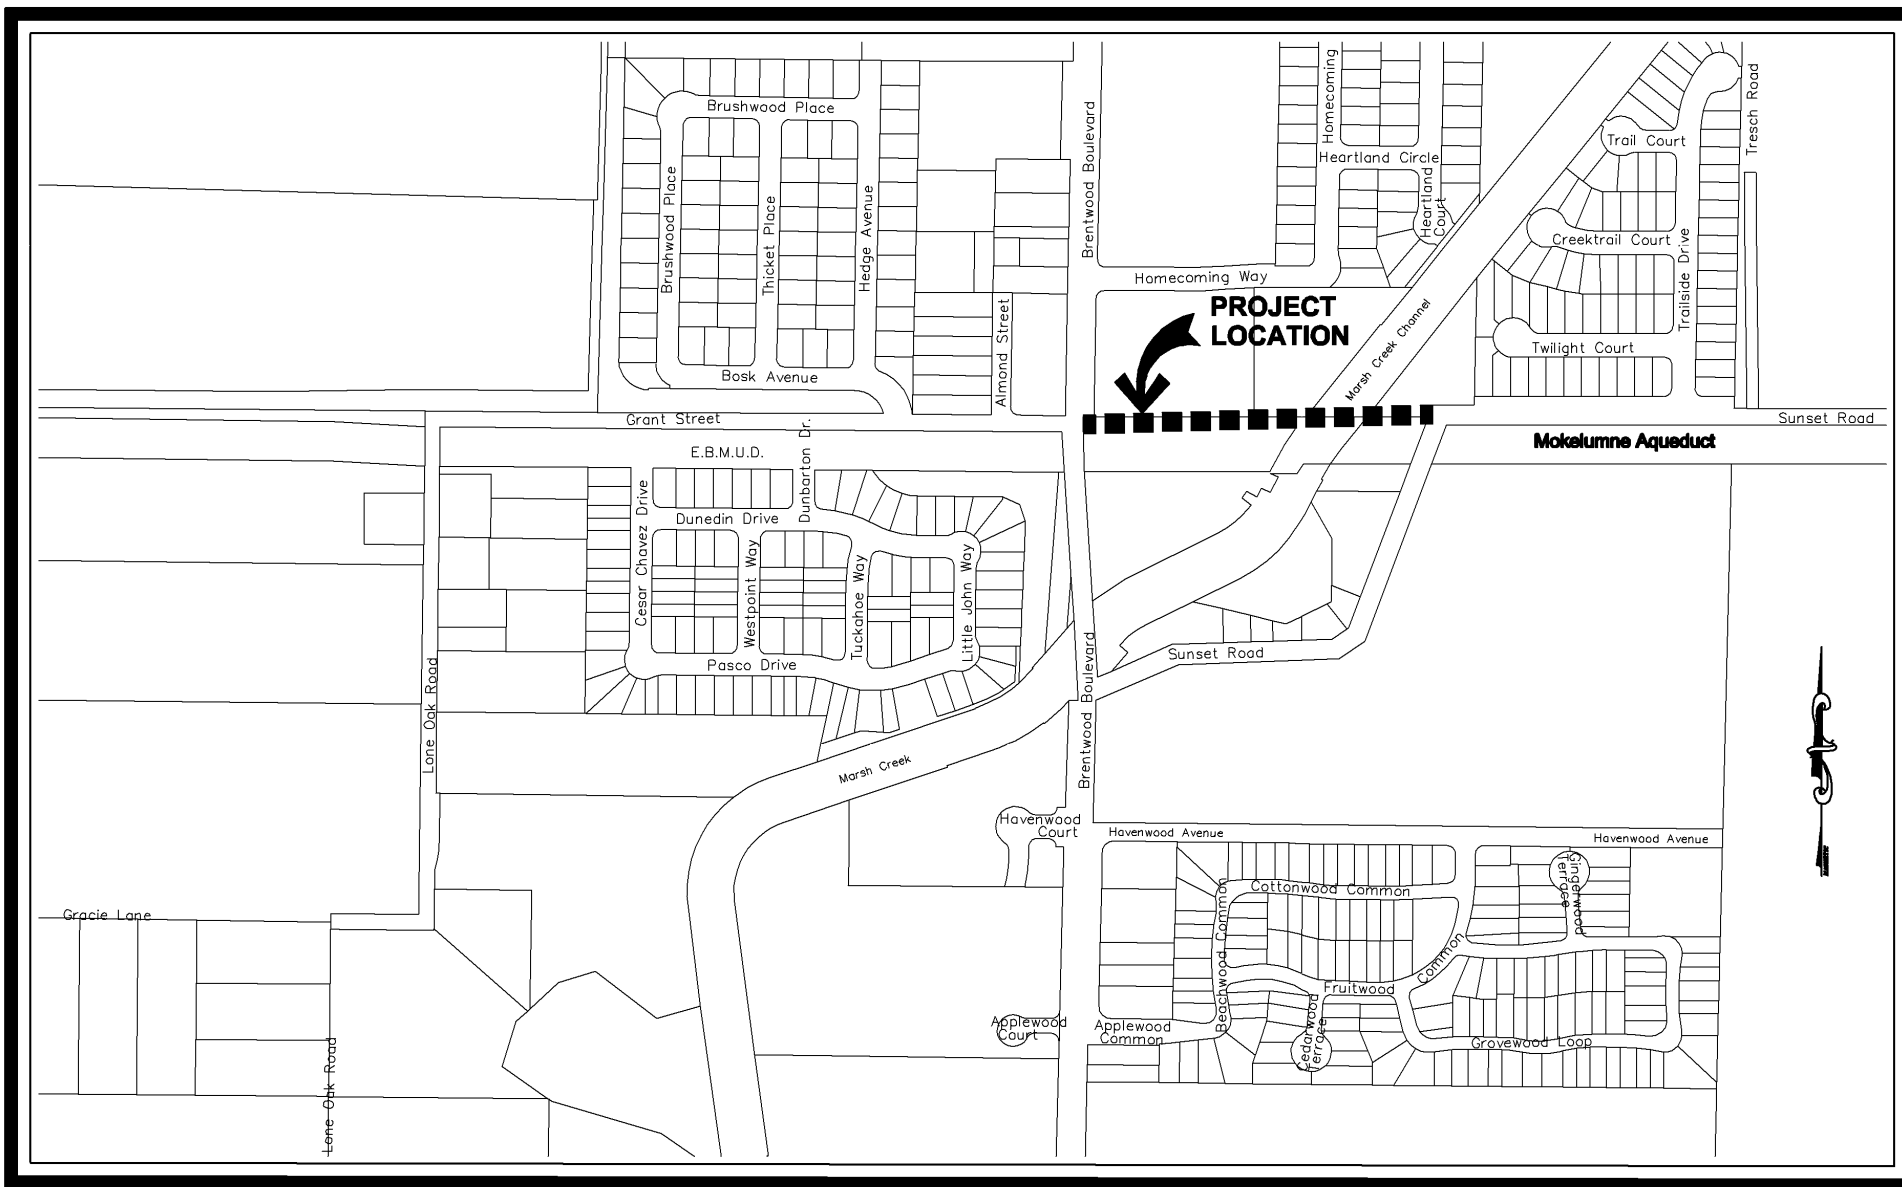 Brushwood Place
Brushwood Place
Thicket Place
Hedge Avenue
Bosk Avenue
Almond Street
Brentwood Boulevard
Homecoming
Heartland Circle
Heartland
Court
Homecoming Way
PROJECT
LOCATION
Marsh Creek Channel
Trail Court
Creektrail Court
Twilight Court
Trailside Drive
Tresch Road
Sunset Road
Mokelumne Aqueduct
Grant Street
E.B.M.U.D.
Dunbarton Dr.
Dunedin Drive
Cesar Chavez Drive
Westpoint Way
Tuckahoe Way
Little John Way
Pasco Drive
Lone Oak Road
Marsh Creek
Brentwood Boulevard
Sunset Road
Havenwood
Court
Havenwood Avenue
Havenwood Avenue
Cottonwood Common
Gingerwood
Terrace
Beachwood Common
Common
Fruitwood
Cedarwood
Terrace
Grovewood Loop
Applewood
Court
Applewood
Common
Gracie Lane
Lone Oak Road